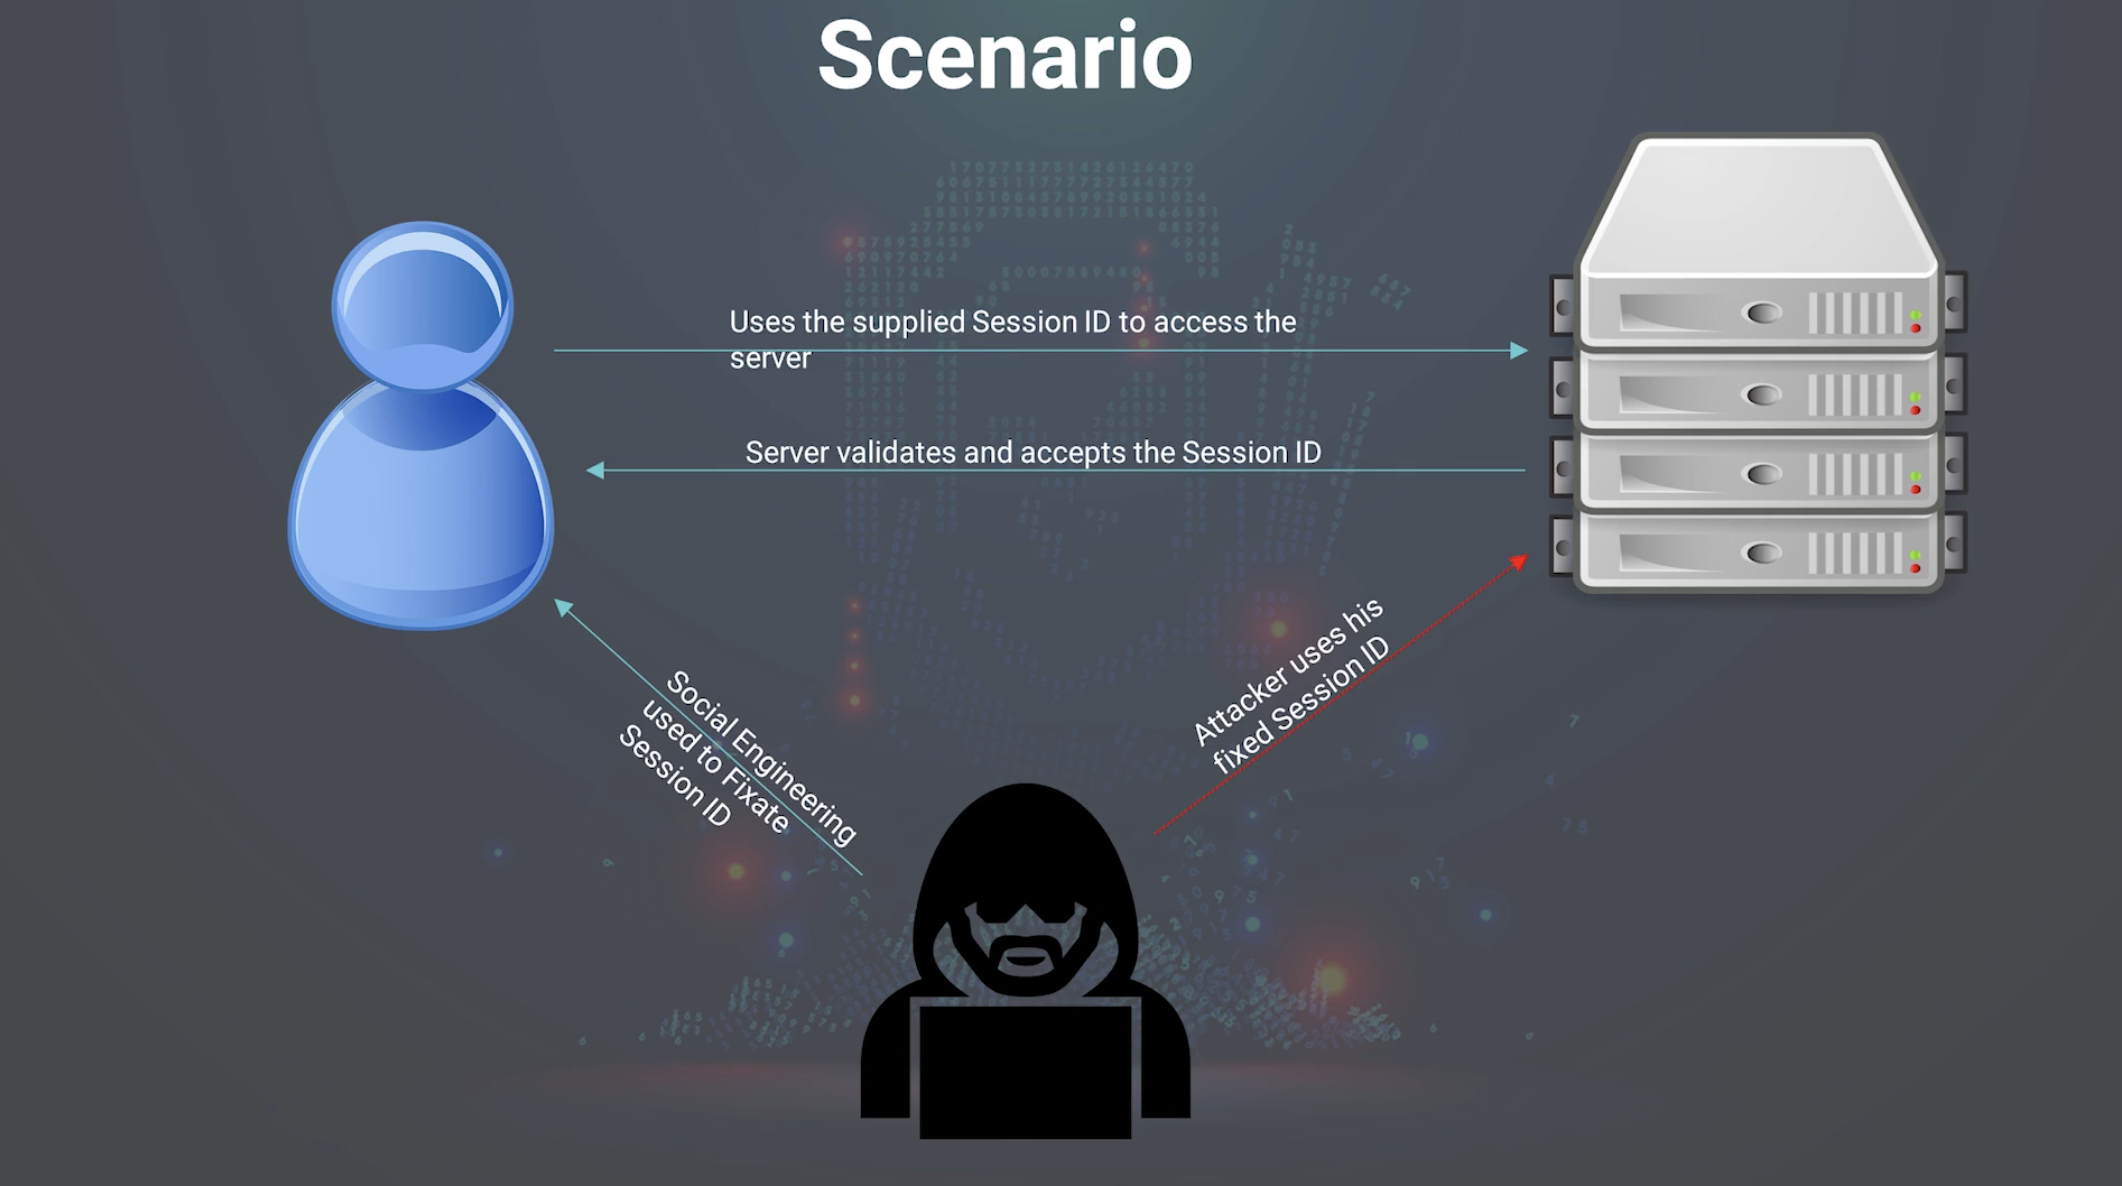 Scenario
Uses the supplied Session ID to access the
server
Server validates and accepts the Session ID
Social Engineering
used to Fixate
Session ID
Attacker uses his
fixed Session ID